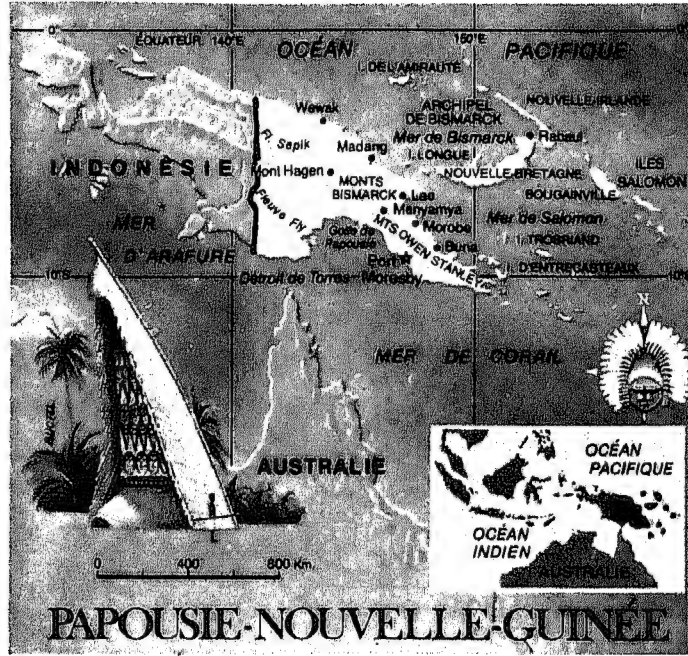 0°
ÉQUATEUR 140°E
OCÉAN
150°E
PACIFIQUE
0°
I. DE L'AMIRAUTÉ
Wewak
ARCHIPEL
DE BISMARCK
NOUVELLE-IRLANDE
Fl. Sepik
Madang
Mer de Bismarck
Rabaul
I. LONGUE
INDONÉSIE
Mont Hagen
NOUVELLE-BRETAGNE
ILES
SALOMON
MONTS
BISMARCK
Lae
BOUGAINVILLE
Fleuve Fly
Manyamya
Mer de Salomon
MER
D'ARAFURE
Golfe de
Papouasie
MTS OWEN STANLEY
Morobe
I. TROBRIAND
Buna
Port
Moresby
10°S
Détroit de Torres
I. D'ENTRECASTEAUX
10°S
N
MER DE CORAIL
AUSTRALIE
OCÉAN
PACIFIQUE
OCÉAN
INDIEN
AUSTRALIE
0 400 800 Km.
PAPOUSIE-NOUVELLE-GUINÉE